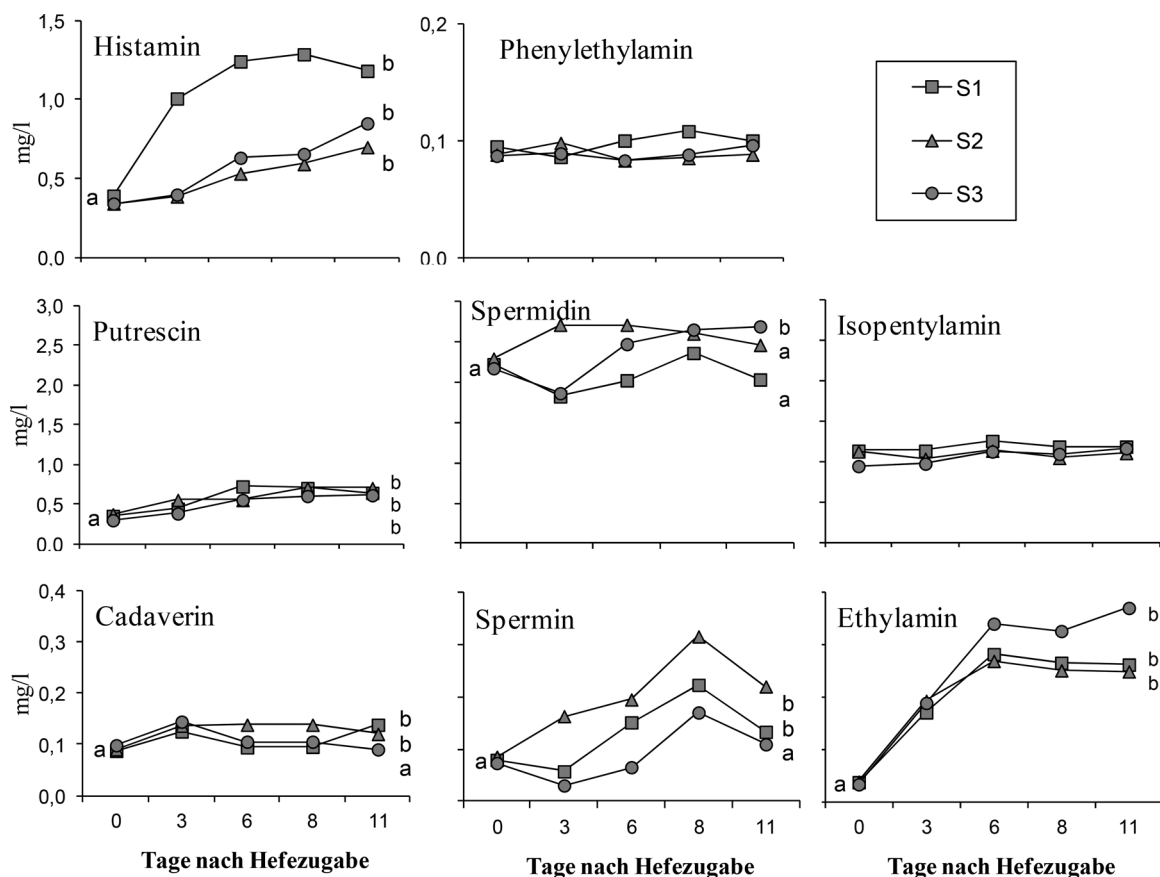 Histamin
mg/l
1,5
1,0
0,5
0,0
a
b
b
b
Phenylethylamin
0,2
0,1
0,0
S1
S2
S3
Putrescin
mg/l
3,0
2,5
2,0
1,5
1,0
0,5
0,0
a
b
b
b
Spermidin
a
b
a
a
Isopentylamin
Cadaverin
mg/l
0,4
0,3
0,2
0,1
0,0
a
b
b
a
0 3 6 8 11
Tage nach Hefezugabe
Spermin
a
b
b
a
0 3 6 8 11
Tage nach Hefezugabe
Ethylamin
a
b
b
b
0 3 6 8 11
Tage nach Hefezugabe